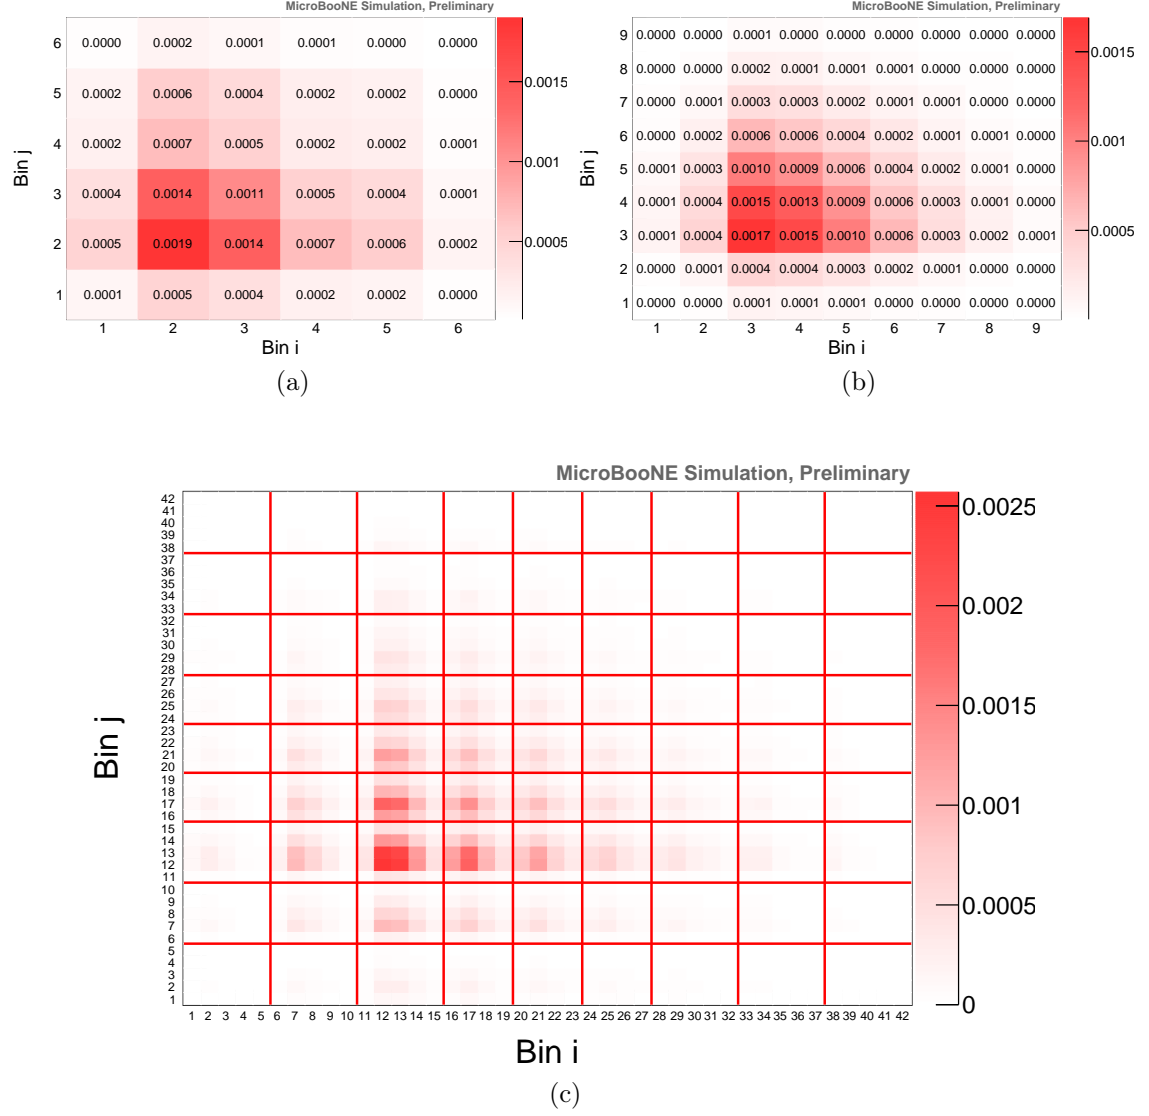 MicroBooNE Simulation, Preliminary
6 0.0000 0.0002 0.0001 0.0001 0.0000 0.0000
5 0.0002 0.0006 0.0004 0.0002 0.0002 0.0000
4 0.0002 0.0007 0.0005 0.0002 0.0002 0.0001
3 0.0004 0.0014 0.0011 0.0005 0.0004 0.0001
2 0.0005 0.0019 0.0014 0.0007 0.0006 0.0002
1 0.0001 0.0005 0.0004 0.0002 0.0002 0.0000
1 2 3 4 5 6
Bin i
Bin j
0.0015
0.001
0.0005
(a)
MicroBooNE Simulation, Preliminary
9 0.0000 0.0000 0.0001 0.0000 0.0000 0.0000 0.0000 0.0000 0.0000
8 0.0000 0.0000 0.0002 0.0001 0.0001 0.0001 0.0000 0.0000 0.0000
7 0.0000 0.0001 0.0003 0.0003 0.0002 0.0001 0.0001 0.0000 0.0000
6 0.0000 0.0002 0.0006 0.0006 0.0004 0.0002 0.0001 0.0001 0.0000
5 0.0001 0.0003 0.0010 0.0009 0.0006 0.0004 0.0002 0.0001 0.0000
4 0.0001 0.0004 0.0015 0.0013 0.0009 0.0006 0.0003 0.0001 0.0000
3 0.0001 0.0004 0.0017 0.0015 0.0010 0.0006 0.0003 0.0002 0.0001
2 0.0000 0.0001 0.0004 0.0004 0.0003 0.0002 0.0001 0.0000 0.0000
1 0.0000 0.0000 0.0001 0.0001 0.0001 0.0000 0.0000 0.0000 0.0000
1 2 3 4 5 6 7 8 9
Bin i
Bin j
0.0015
0.001
0.0005
(b)
MicroBooNE Simulation, Preliminary
42
41
40
39
38
37
36
35
34
33
32
31
30
29
28
27
26
25
24
23
22
21
20
19
18
17
16
15
14
13
12
11
10
9
8
7
6
5
4
3
2
1
1 2 3 4 5 6 7 8 9 10 11 12 13 14 15 16 17 18 19 20 21 22 23 24 25 26 27 28 29 30 31 32 33 34 35 36 37 38 39 40 41 42
Bin i
Bin j
0.0025
0.002
0.0015
0.001
0.0005
0
(c)